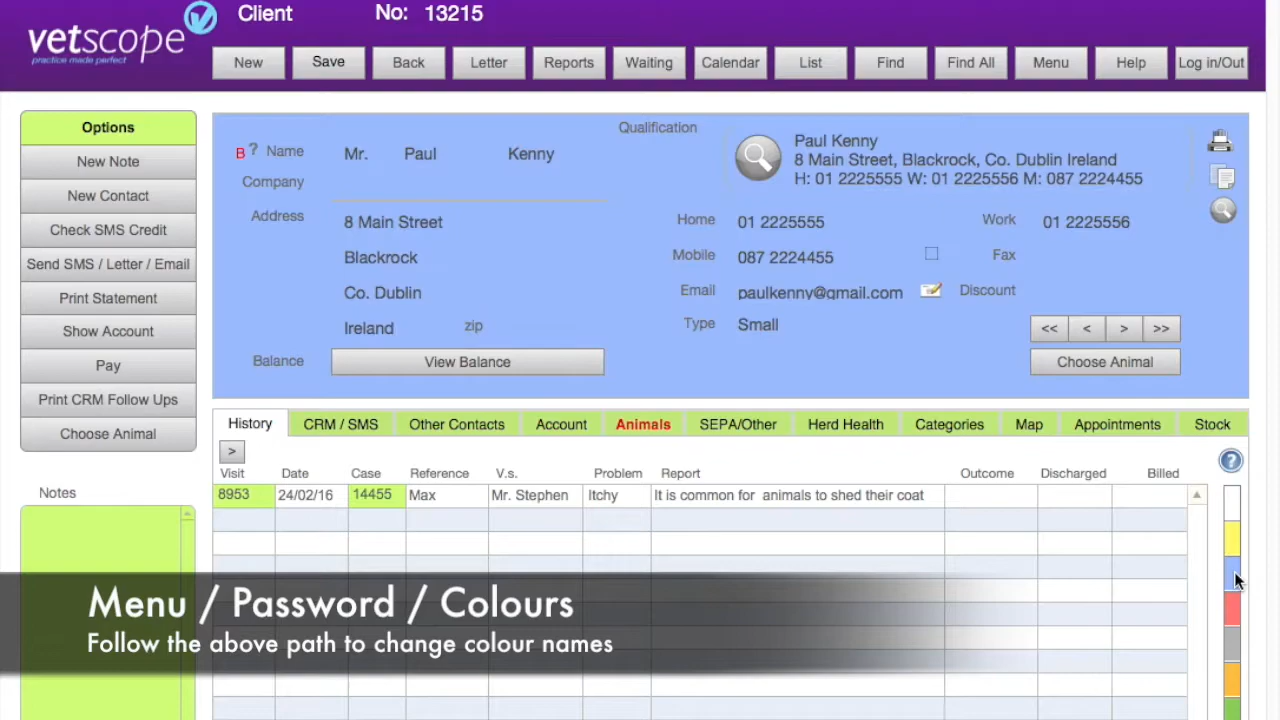 vetscope
practice made perfect
Client No: 13215
New Save Back Letter Reports Waiting Calendar List Find Find All Menu Help Log in/Out
Options
New Note
New Contact
Check SMS Credit
Send SMS / Letter / Email
Print Statement
Show Account
Pay
Print CRM Follow Ups
Choose Animal
Notes
Qualification
B ? Name Mr. Paul Kenny
Company
Address 8 Main Street
Blackrock
Co. Dublin
Ireland zip
Balance View Balance
Paul Kenny
8 Main Street, Blackrock, Co. Dublin Ireland
H: 01 2225555 W: 01 2225556 M: 087 2224455
Home 01 2225555 Work 01 2225556
Mobile 087 2224455 Fax
Email paulkenny@gmail.com Discount
Type Small
<< < > >>
Choose Animal
History CRM / SMS Other Contacts Account Animals SEPA/Other Herd Health Categories Map Appointments Stock
>
?
Visit Date Case Reference V.s. Problem Report Outcome Discharged Billed
8953 24/02/16 14455 Max Mr. Stephen Itchy It is common for animals to shed their coat
Menu / Password / Colours
Follow the above path to change colour names